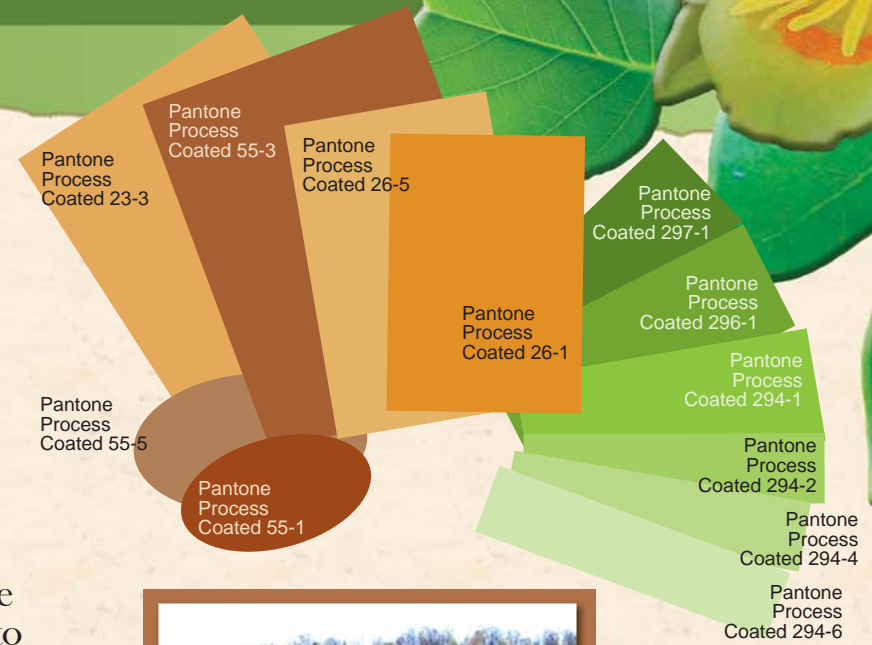 Pantone
Process
Coated 23-3
Pantone
Process
Coated 55-3
Pantone
Process
Coated 26-5
Pantone
Process
Coated 26-1
Pantone
Process
Coated 297-1
Pantone
Process
Coated 296-1
Pantone
Process
Coated 294-1
Pantone
Process
Coated 294-2
Pantone
Process
Coated 294-4
Pantone
Process
Coated 294-6
Pantone
Process
Coated 55-5
Pantone
Process
Coated 55-1
to